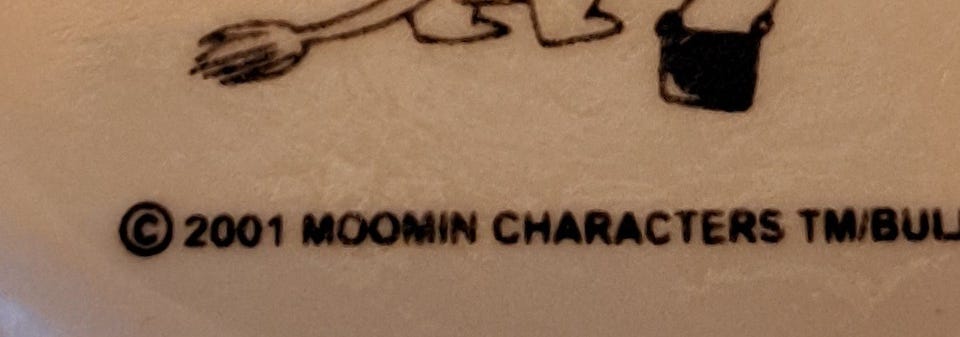 © 2001 MOOMIN CHARACTERS TM/BUL